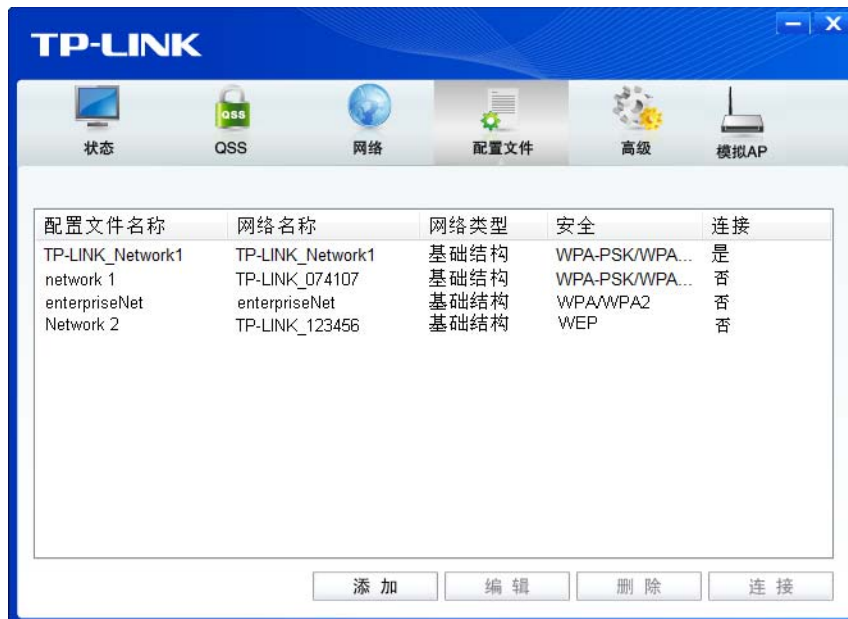 TP-LINK
QSS
状态 QSS 网络 配置文件 高级 模拟AP
配置文件名称 网络名称 网络类型 安全 连接
TP-LINK_Network1 TP-LINK_Network1 基础结构 WPA-PSK/WPA... 是
network 1 TP-LINK_074107 基础结构 WPA-PSK/WPA... 否
enterpriseNet enterpriseNet 基础结构 WPA/WPA2 否
Network 2 TP-LINK_123456 基础结构 WEP 否
添 加 编 辑 删 除 连 接